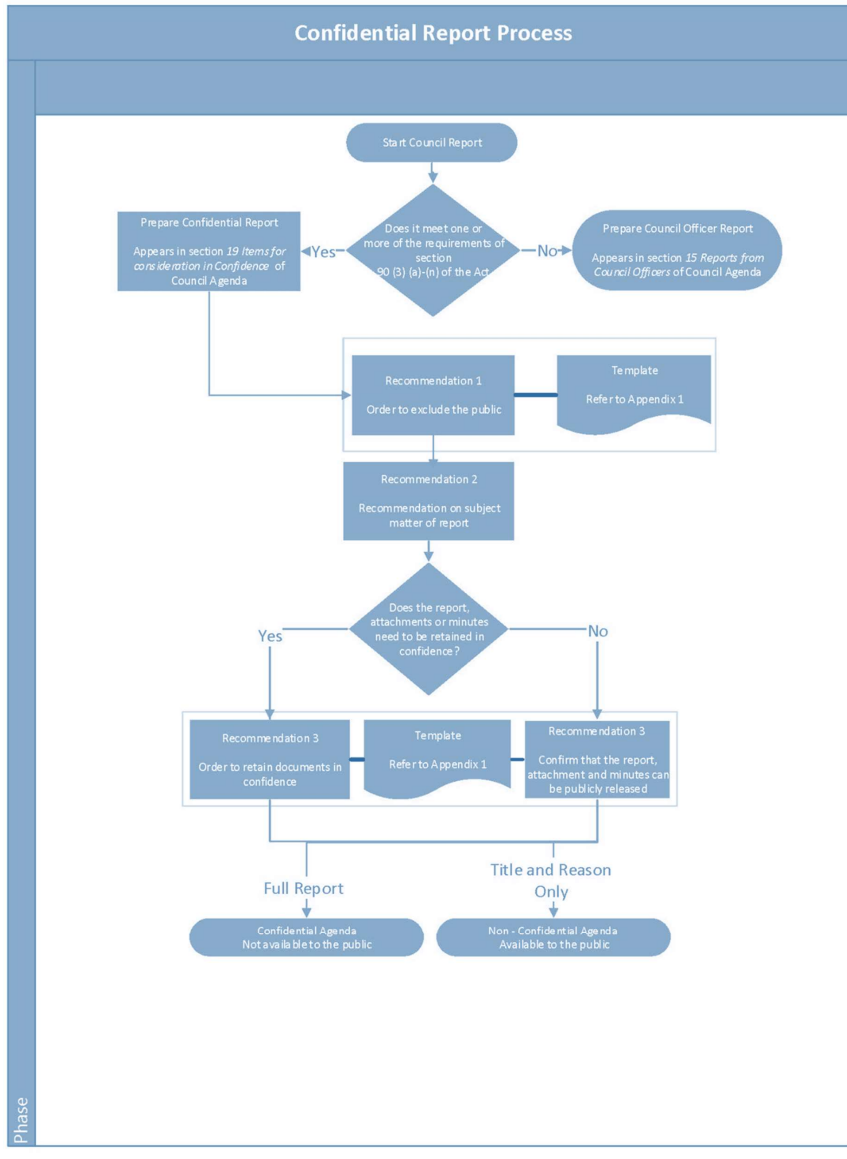 Confidential Report Process
Start Council Report
Does it meet one or
more of the requirements of
section
90 (3) (a)-(n) of the Act
Yes
No
Prepare Confidential Report
Appears in section 19 Items for
consideration in Confidence of
Council Agenda
Prepare Council Officer Report
Appears in section 15 Reports from
Council Officers of Council Agenda
Recommendation 1
Order to exclude the public
Template
Refer to Appendix 1
Recommendation 2
Recommendation on subject
matter of report
Does the report,
attachments or minutes
need to be retained in
confidence?
Yes
No
Recommendation 3
Order to retain documents in
confidence
Template
Refer to Appendix 1
Recommendation 3
Confirm that the report,
attachment and minutes can
be publicly released
Full Report
Title and Reason
Only
Confidential Agenda
Not available to the public
Non - Confidential Agenda
Available to the public
Phase